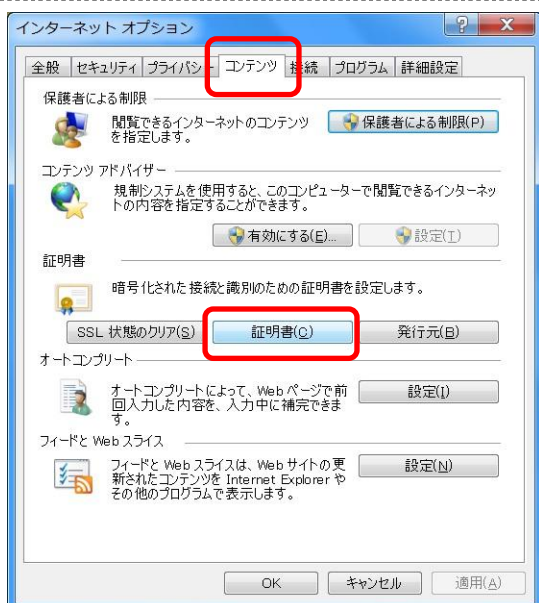 インターネット オプション
全般 セキュリティ プライバシー コンテンツ 接続 プログラム 詳細設定
保護者による制限
閲覧できるインターネットのコンテンツ
を指定します。
保護者による制限(P)
コンテンツ アドバイザー
規制システムを使用すると、このコンピューターで閲覧できるインターネッ
トの内容を指定することができます。
有効にする(E)... 設定(T)
証明書
暗号化された接続と識別のための証明書を設定します。
SSL 状態のクリア(S) 証明書(C) 発行元(B)
オートコンプリート
オートコンプリートによって、Web ページで前
回入力した内容を、入力中に補完できま
す。
設定(I)
フィードと Web スライス
フィードと Web スライスは、Web サイトの更
新されたコンテンツを Internet Explorer や
その他のプログラムで表示します。
設定(N)
OK キャンセル 適用(A)